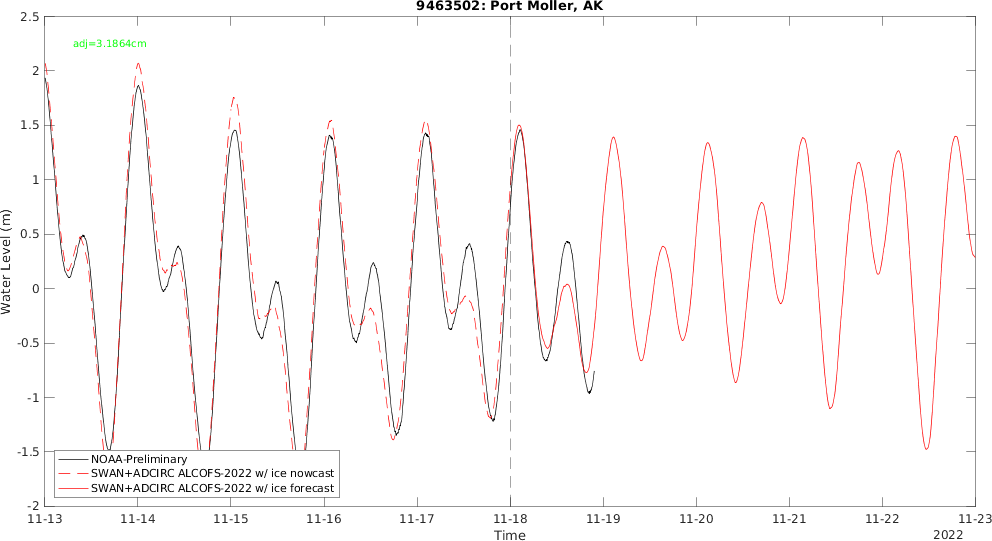 9463502: Port Moller, AK
adj=3.1864cm
2.5
2
1.5
1
0.5
0
-0.5
-1
-1.5
-2
Water Level (m)
NOAA-Preliminary
SWAN+ADCIRC ALCOFS-2022 w/ ice nowcast
SWAN+ADCIRC ALCOFS-2022 w/ ice forecast
11-13 11-14 11-15 11-16 11-17 11-18 11-19 11-20 11-21 11-22 11-23
Time
2022